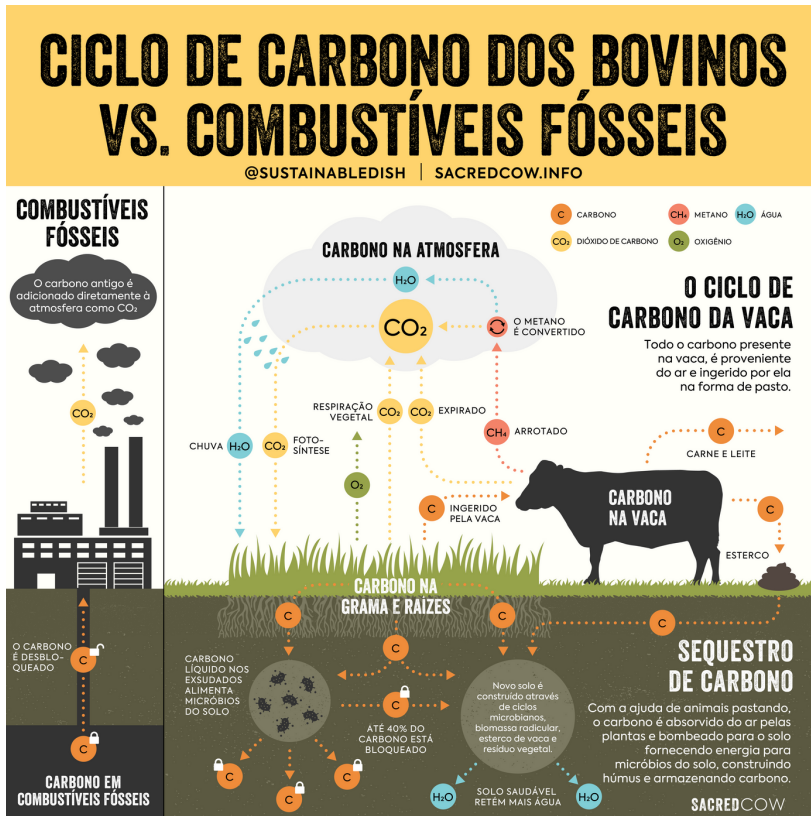 CICLO DE CARBONO DOS BOVINOS
VS. COMBUSTÍVEIS FÓSSEIS
@SUSTAINABLEDISH | SACREDCOW.INFO
COMBUSTÍVEIS
FÓSSEIS
O carbono antigo é
adicionado diretamente à
atmosfera como CO₂
CO₂
O CARBONO
É DESBLO-
QUEADO
C
C
CARBONO EM
COMBUSTÍVEIS FÓSSEIS
C CARBONO
CH₄ METANO
H₂O ÁGUA
CO₂ DIÓXIDO DE CARBONO
O₂ OXIGÊNIO
CARBONO NA ATMOSFERA
H₂O
CO₂
O METANO
É CONVERTIDO
O CICLO DE
CARBONO DA VACA
Todo o carbono presente
na vaca, é proveniente
do ar e ingerido por ela
na forma de pasto.
RESPIRAÇÃO
VEGETAL
CO₂
CO₂
EXPIRADO
CH₄
ARROTADO
CHUVA
H₂O
CO₂
FOTO-
SÍNTESE
O₂
C
INGERIDO
PELA VACA
C
CARNE E LEITE
CARBONO
NA VACA
C
ESTERCO
CARBONO NA
GRAMA E RAÍZES
C
C
C
C
CARBONO
LÍQUIDO NOS
EXSUDADOS
ALIMENTA
MICRÓBIOS
DO SOLO
C
ATÉ 40% DO
CARBONO ESTÁ
BLOQUEADO
C
C
C
Novo solo é
construído através
de ciclos
microbianos,
biomassa radicular,
esterco de vaca e
resíduo vegetal.
H₂O
SOLO SAUDÁVEL
RETÉM MAIS ÁGUA
H₂O
SEQUESTRO
DE CARBONO
Com a ajuda de animais pastando,
o carbono é absorvido do ar pelas
plantas e bombeado para o solo
fornecendo energia para
micróbios do solo, construindo
húmus e armazenando carbono.
SACREDCOW